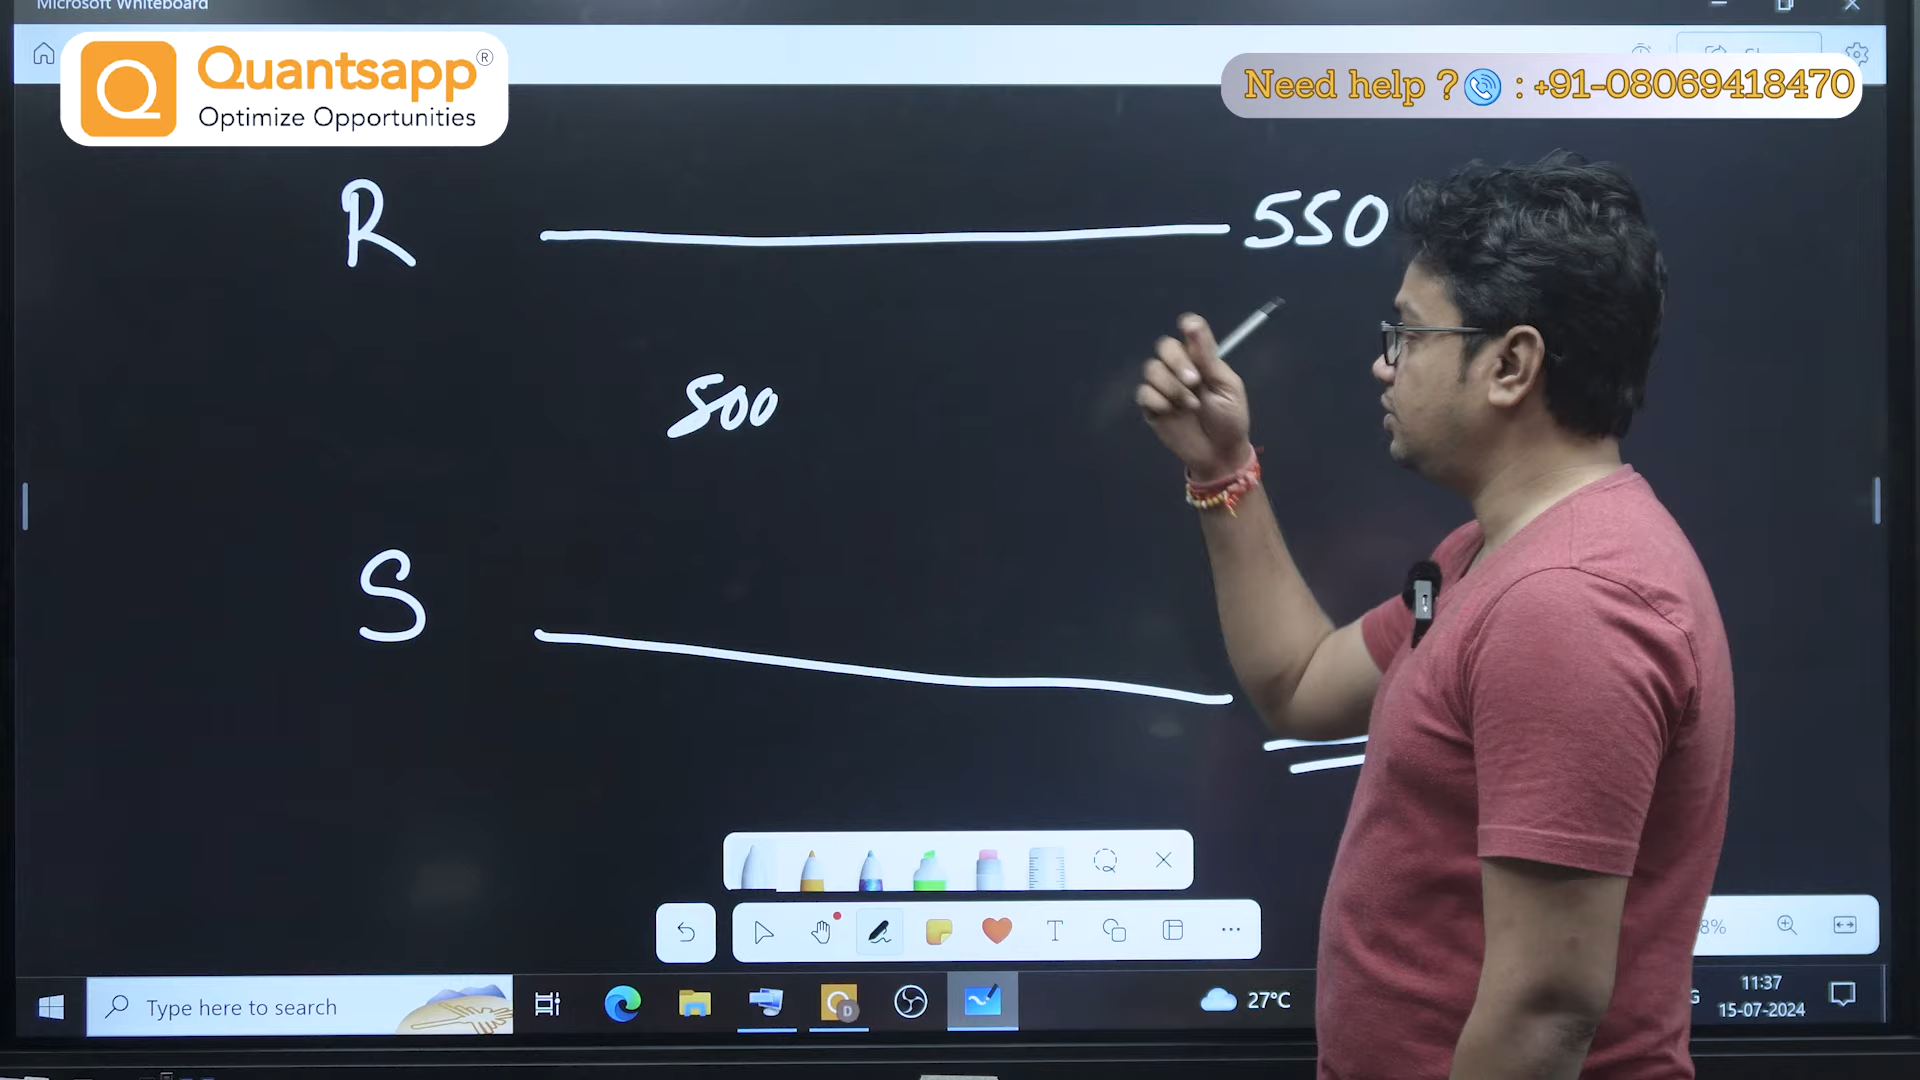 Microsoft Whiteboard
Quantsapp®
Optimize Opportunities
Need help ? : +91-08069418470
R 550
500
S
T
8%
Type here to search
D
27°C
G
11:37
15-07-2024